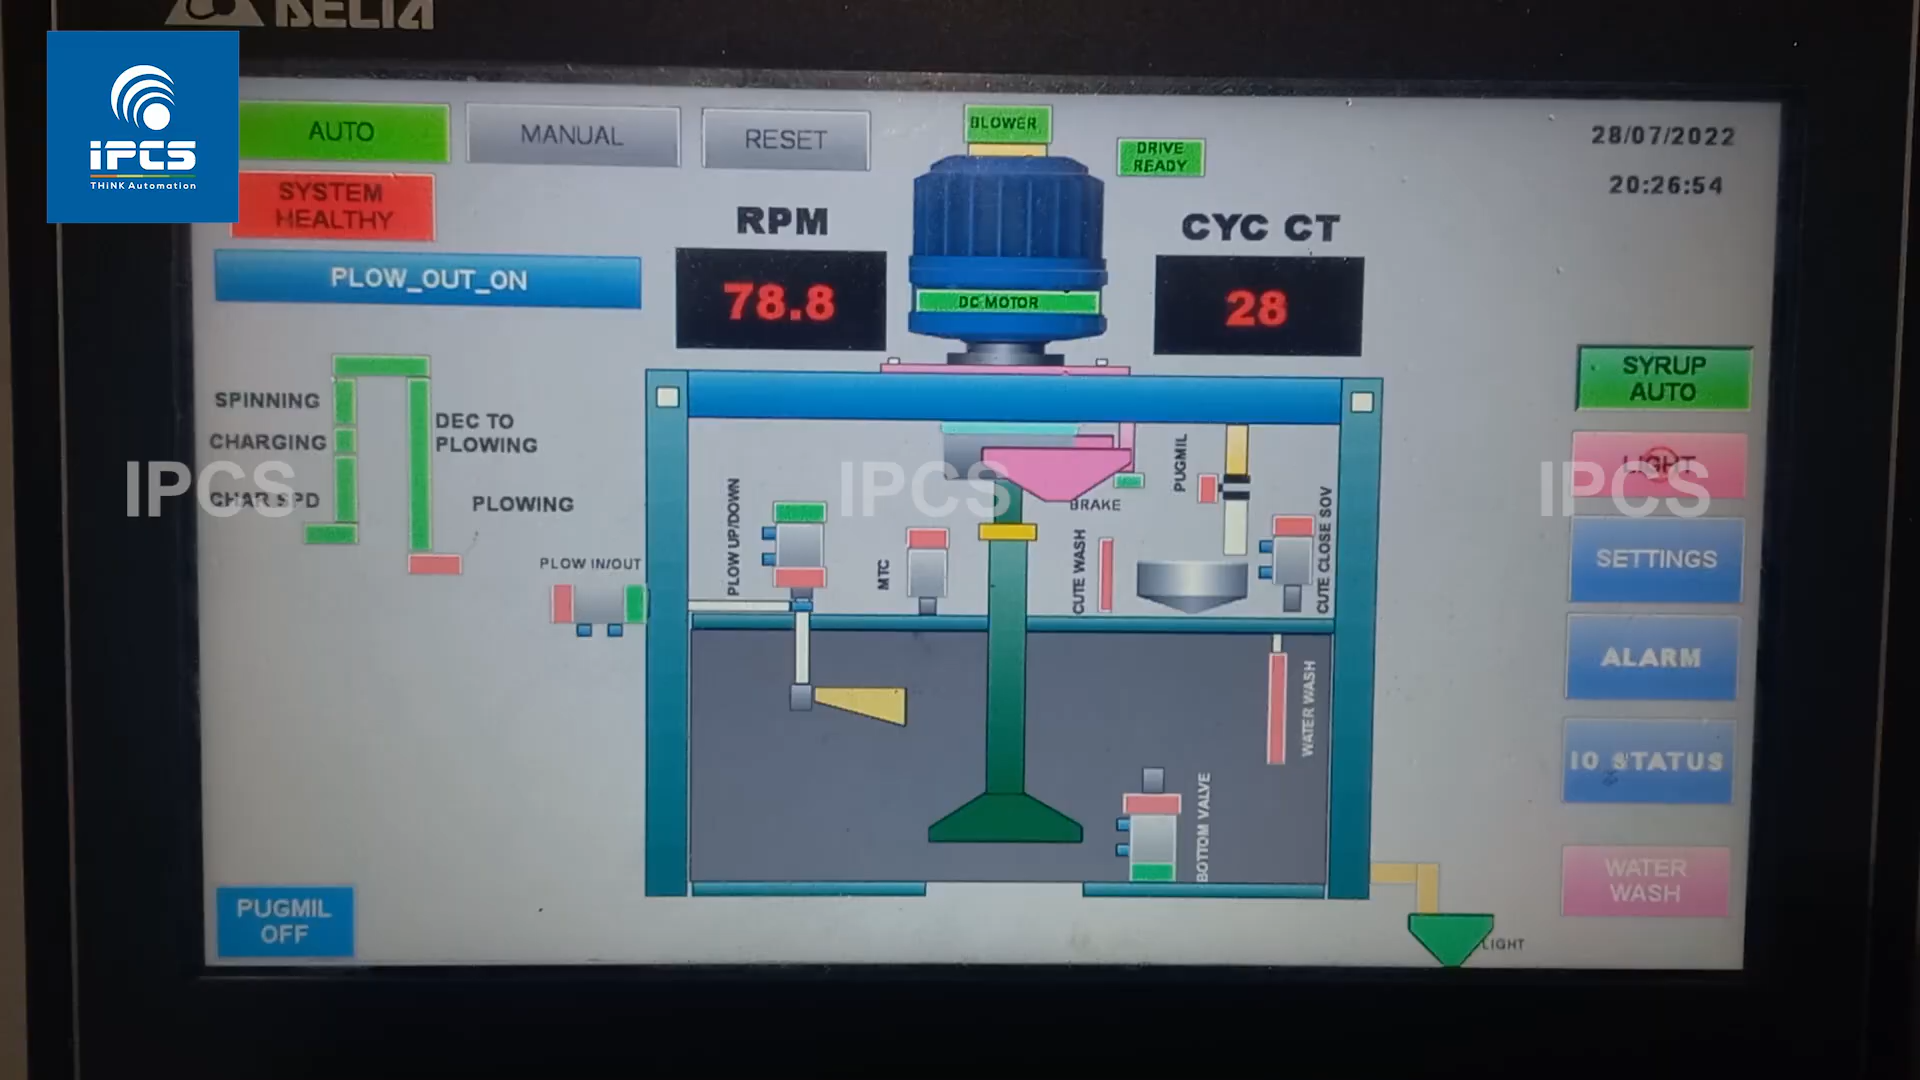 DELTA
iPCS
THiNK Automation
AUTO
MANUAL
RESET
BLOWER
DRIVE
READY
28/07/2022
20:26:54
SYSTEM
HEALTHY
RPM
CYC CT
PLOW_OUT_ON
78.8
DC MOTOR
28
SYRUP
AUTO
SPINNING
CHARGING
CHAR SPD
DEC TO
PLOWING
PLOWING
IPCS
IPCS
IPCS
LIGHT
PUGMIL
BRAKE
PLOW UP/DOWN
MTC
CUTE WASH
CUTE CLOSE SOV
PLOW IN/OUT
SETTINGS
ALARM
WATER WASH
IO STATUS
BOTTOM VALVE
WATER
WASH
PUGMIL
OFF
LIGHT